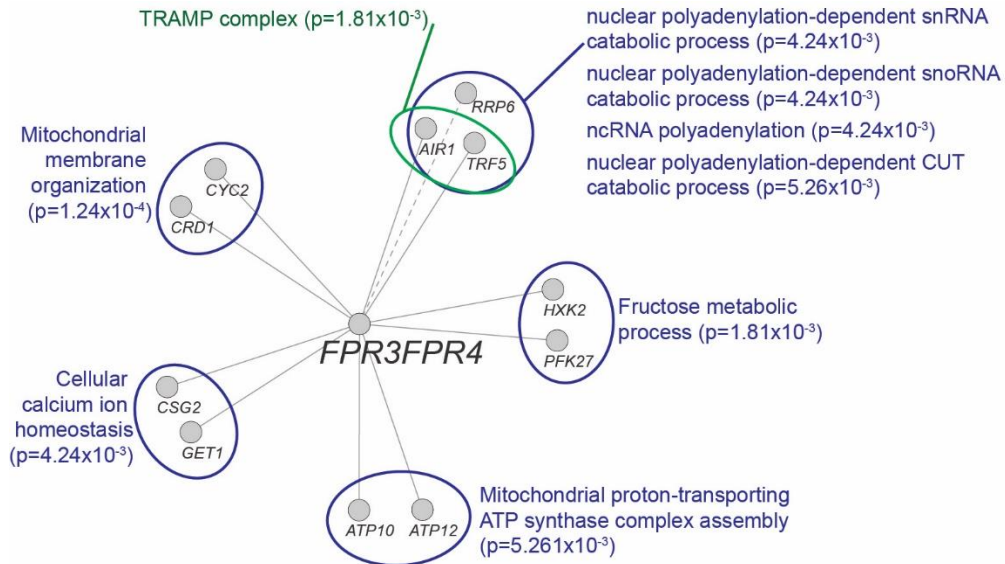 TRAMP complex (p=1.81x10⁻³)
nuclear polyadenylation-dependent snRNA
catabolic process (p=4.24x10⁻³)
nuclear polyadenylation-dependent snoRNA
catabolic process (p=4.24x10⁻³)
ncRNA polyadenylation (p=4.24x10⁻³)
nuclear polyadenylation-dependent CUT
catabolic process (p=5.26x10⁻³)
RRP6
AIR1
TRF5
Mitochondrial
membrane
organization
(p=1.24x10⁻⁴)
CYC2
CRD1
HXK2
PFK27
Fructose metabolic
process (p=1.81x10⁻³)
FPR3FPR4
Cellular
calcium ion
homeostasis
(p=4.24x10⁻³)
CSG2
GET1
ATP10
ATP12
Mitochondrial proton-transporting
ATP synthase complex assembly
(p=5.261x10⁻³)